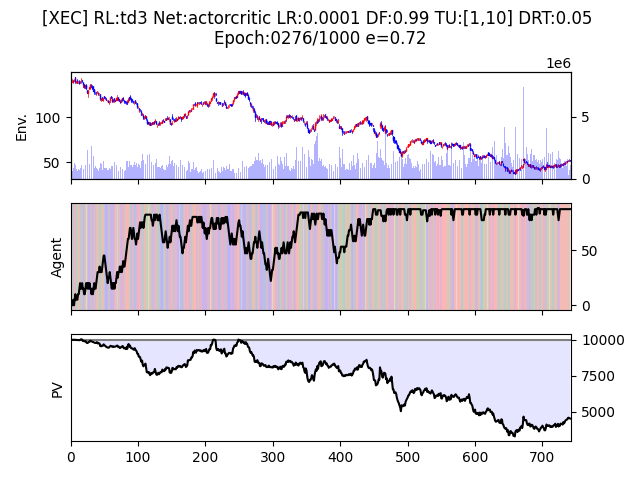 [XEC] RL:td3 Net:actorcritic LR:0.0001 DF:0.99 TU:[1,10] DRT:0.05
Epoch:0276/1000 e=0.72
1e6
Env.
100
50
5
0
Agent
50
0
PV
10000
7500
5000
0 100 200 300 400 500 600 700